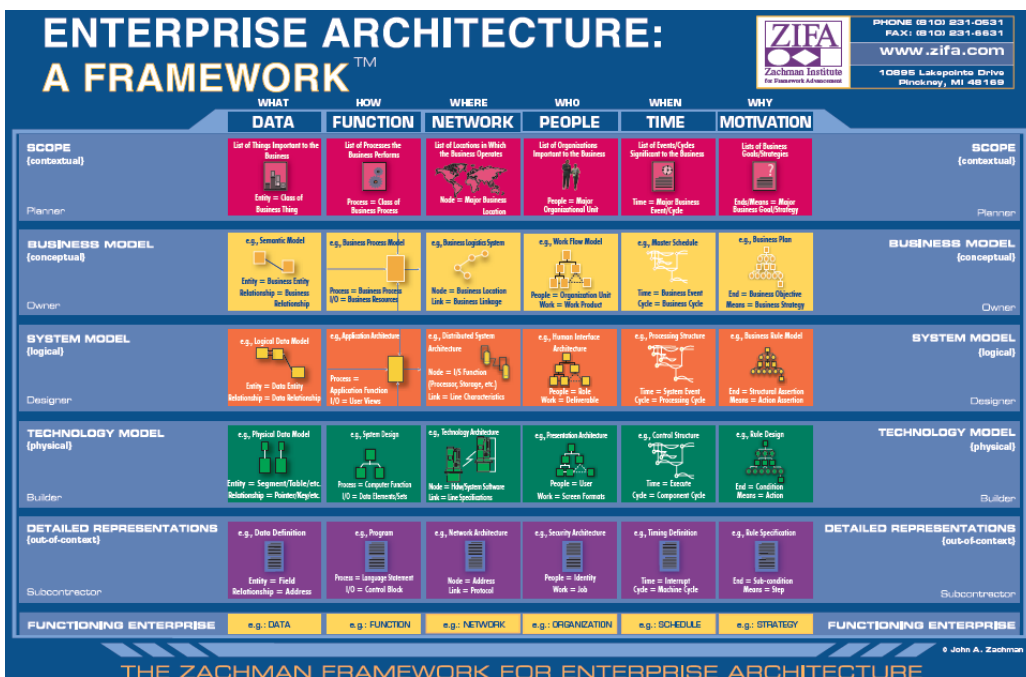 ENTERPRISE ARCHITECTURE:
A FRAMEWORK™
ZIFA
Zachman Institute
for Framework Advancement
PHONE (810) 231-0531
FAX: (810) 231-6631
www.zifa.com
10895 Lakepointe Drive
Pinckney, MI 48169
WHAT HOW WHERE WHO WHEN WHY
DATA FUNCTION NETWORK PEOPLE TIME MOTIVATION
SCOPE
{contextual}
Planner
List of Things Important to the
Business
Entity = Class of
Business Thing
List of Processes the
Business Performs
Process = Class of
Business Process
List of Locations in Which
the Business Operates
Node = Major Business
Location
List of Organizations
Important to the Business
People = Major
Organizational Unit
List of Events/Cycles
Significant to the Business
Time = Major Business
Event/Cycle
Lists of Business
Goals/Strategies
Ends/Means = Major
Business Goal/Strategy
SCOPE
{contextual}
Planner
BUSINESS MODEL
{conceptual}
Owner
e.g., Semantic Model
Entity = Business Entity
Relationship = Business
Relationship
e.g., Business Process Model
Process = Business Process
I/O = Business Resources
e.g., Business Logistics System
Node = Business Location
Link = Business Linkage
e.g., Work Flow Model
People = Organization Unit
Work = Work Product
e.g., Master Schedule
Time = Business Event
Cycle = Business Cycle
e.g., Business Plan
End = Business Objective
Means = Business Strategy
BUSINESS MODEL
{conceptual}
Owner
SYSTEM MODEL
{logical}
Designer
e.g., Logical Data Model
Entity = Data Entity
Relationship = Data Relationship
e.g., Application Architecture
Process =
Application Function
I/O = User Views
e.g., Distributed System
Architecture
Node = I/S Function
(Processor, Storage, etc.)
Link = Line Characteristics
e.g., Human Interface
Architecture
People = Role
Work = Deliverable
e.g., Processing Structure
Time = System Event
Cycle = Processing Cycle
e.g., Business Rule Model
End = Structural Assertion
Means = Action Assertion
SYSTEM MODEL
{logical}
Designer
TECHNOLOGY MODEL
{physical}
Builder
e.g., Physical Data Model
Entity = Segment/Table/etc.
Relationship = Pointer/Key/etc.
e.g., System Design
Process = Computer Function
I/O = Data Elements/Sets
e.g., Technology Architecture
Node = Hdw/System Software
Link = Line Specifications
e.g., Presentation Architecture
People = User
Work = Screen Formats
e.g., Control Structure
Time = Execute
Cycle = Component Cycle
e.g., Rule Design
End = Condition
Means = Action
TECHNOLOGY MODEL
{physical}
Builder
DETAILED REPRESENTATIONS
{out-of-context}
Subcontractor
e.g., Data Definition
Entity = Field
Relationship = Address
e.g., Program
Process = Language Statement
I/O = Control Block
e.g., Network Architecture
Node = Address
Link = Protocol
e.g., Security Architecture
People = Identity
Work = Job
e.g., Timing Definition
Time = Interrupt
Cycle = Machine Cycle
e.g., Rule Specification
End = Sub-condition
Means = Step
DETAILED REPRESENTATIONS
{out-of-context}
Subcontractor
FUNCTIONING ENTERPRISE
e.g.: DATA
e.g.: FUNCTION
e.g.: NETWORK
e.g.: ORGANIZATION
e.g.: SCHEDULE
e.g.: STRATEGY
FUNCTIONING ENTERPRISE
© John A. Zachman
THE ZACHMAN FRAMEWORK FOR ENTERPRISE ARCHITECTURE